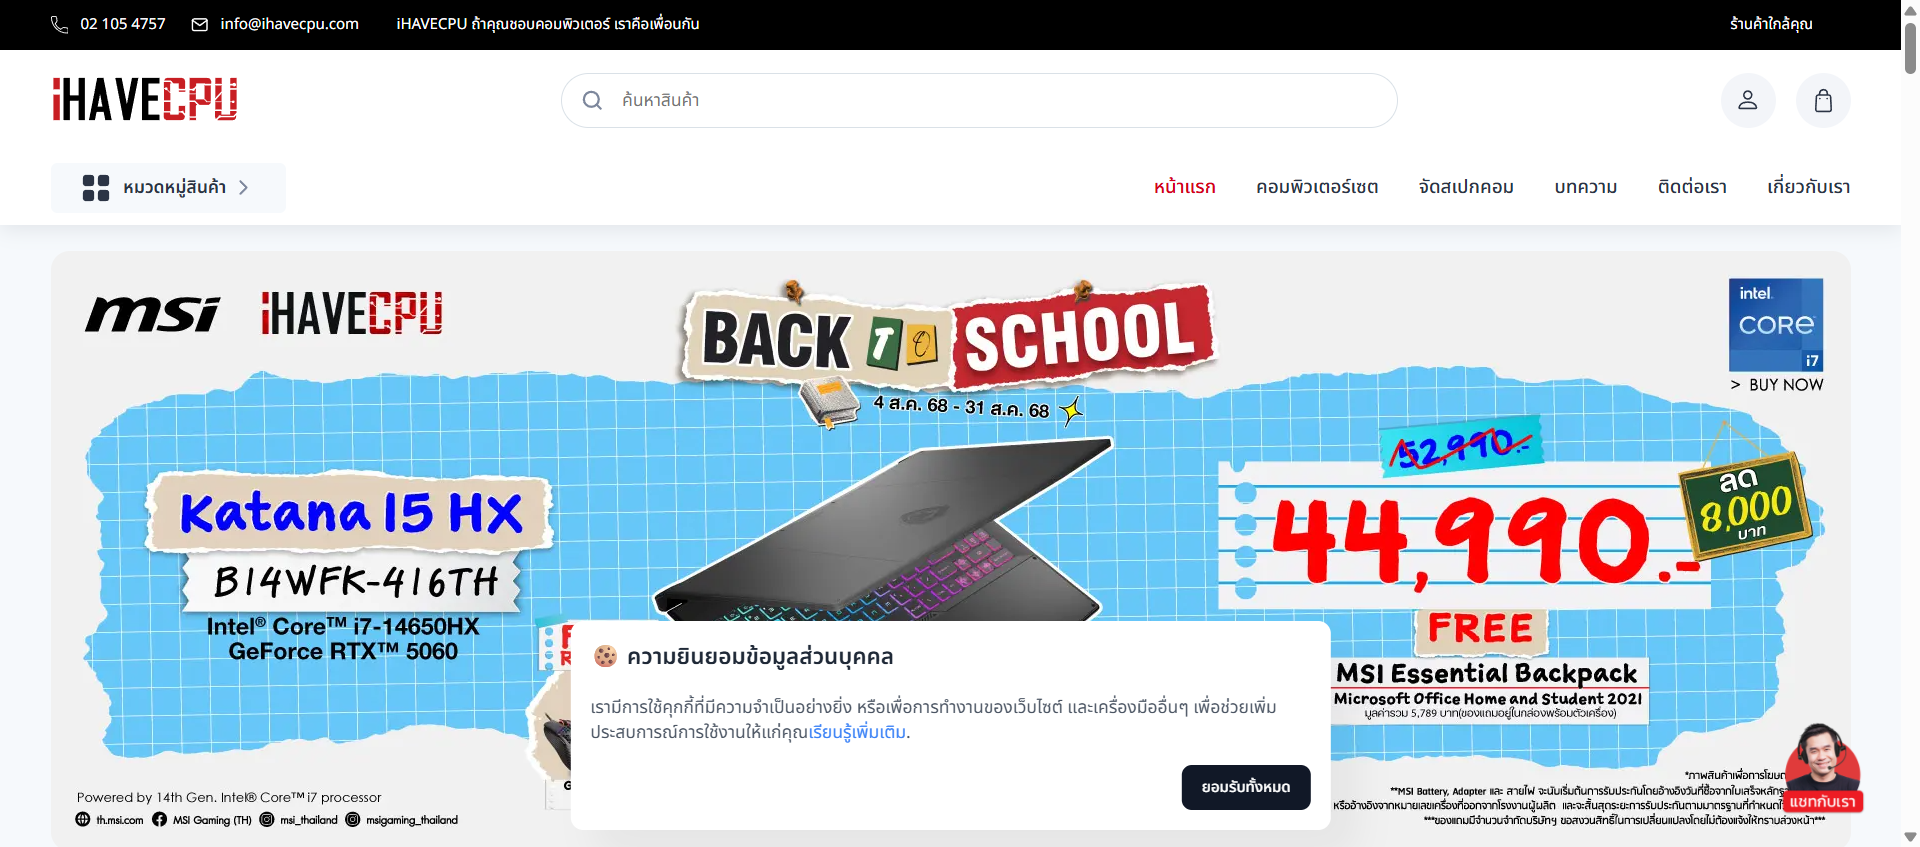 02 105 4757
info@ihavecpu.com
iHAVECPU ถ้าคุณชอบคอมพิวเตอร์ เราคือเพื่อนกัน
ร้านค้าใกล้คุณ
iHAVECPU
ค้นหาสินค้า
หมวดหมู่สินค้า
หน้าแรก
คอมพิวเตอร์เซต
จัดสเปกคอม
บทความ
ติดต่อเรา
เกี่ยวกับเรา
msi
iHAVECPU
BACK TO SCHOOL
4 ส.ค. 68 - 31 ส.ค. 68
intel
CORE
i7
> BUY NOW
52,990.-
44,990.-
ลด
8,000
บาท
Katana 15 HX
B14WFK-416TH
Intel® Core™ i7-14650HX
GeForce RTX™ 5060
FREE
MSI Essential Backpack
Microsoft Office Home and Student 2021
มูลค่ารวม 5,789 บาท(ของแถมอยู่ในกล่องพร้อมตัวเครื่อง)
🍪 ความยินยอมข้อมูลส่วนบุคคล
เรามีการใช้คุกกี้ที่มีความจำเป็นอย่างยิ่ง หรือเพื่อการทำงานของเว็บไซต์ และเครื่องมืออื่นๆ เพื่อช่วยเพิ่ม
ประสบการณ์การใช้งานให้แก่คุณเรียนรู้เพิ่มเติม.
ยอมรับทั้งหมด
Powered by 14th Gen. Intel® Core™ i7 processor
th.msi.com
MSI Gaming (TH)
msi_thailand
msigaming_thailand
*ภาพสินค้าเพื่อการโฆษ
**MSI Battery, Adapter และ สายไฟ จะนับเริ่มต้นการรับประกันโดยอ้างอิงวันที่ซื้อจากใบเสร็จหลักฐ
หรืออ้างอิงจากหมายเลขเครื่องที่ออกจากโรงงานผู้ผลิต และจะสิ้นสุดระยะการรับประกันตามมาตรฐานที่กำหนดไ
***ของแถมมีจำนวนจำกัดบริษัทฯ ขอสงวนสิทธิ์ในการเปลี่ยนแปลงโดยไม่ต้องแจ้งให้ทราบล่วงหน้า***
แชทกับเรา